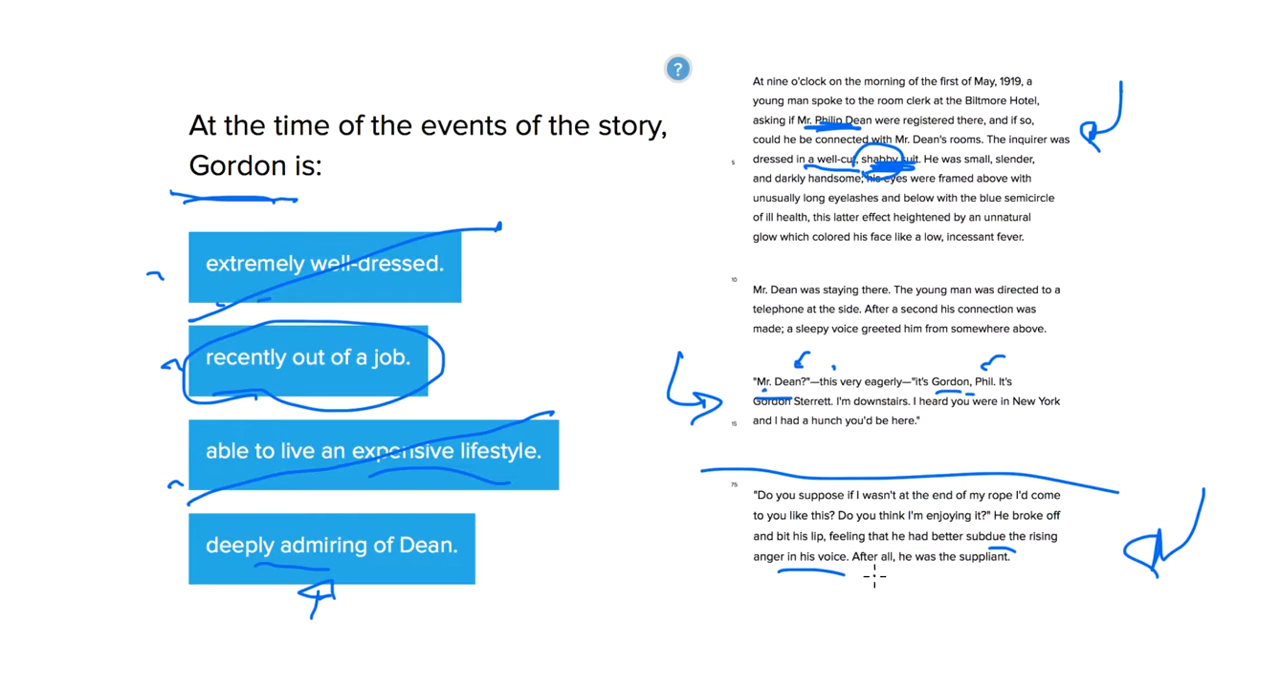 At the time of the events of the story,
Gordon is:
extremely well-dressed.
recently out of a job.
able to live an expensive lifestyle.
deeply admiring of Dean.
?
At nine o'clock on the morning of the first of May, 1919, a
young man spoke to the room clerk at the Biltmore Hotel,
asking if Mr. Philip Dean were registered there, and if so,
could he be connected with Mr. Dean's rooms. The inquirer was
5 dressed in a well-cut, shabby suit. He was small, slender,
and darkly handsome; his eyes were framed above with
unusually long eyelashes and below with the blue semicircle
of ill health, this latter effect heightened by an unnatural
glow which colored his face like a low, incessant fever.
10
Mr. Dean was staying there. The young man was directed to a
telephone at the side. After a second his connection was
made; a sleepy voice greeted him from somewhere above.
"Mr. Dean?"—this very eagerly—"it's Gordon, Phil. It's
Gordon Sterrett. I'm downstairs. I heard you were in New York
15 and I had a hunch you'd be here."
75
"Do you suppose if I wasn't at the end of my rope I'd come
to you like this? Do you think I'm enjoying it?" He broke off
and bit his lip, feeling that he had better subdue the rising
anger in his voice. After all, he was the suppliant.